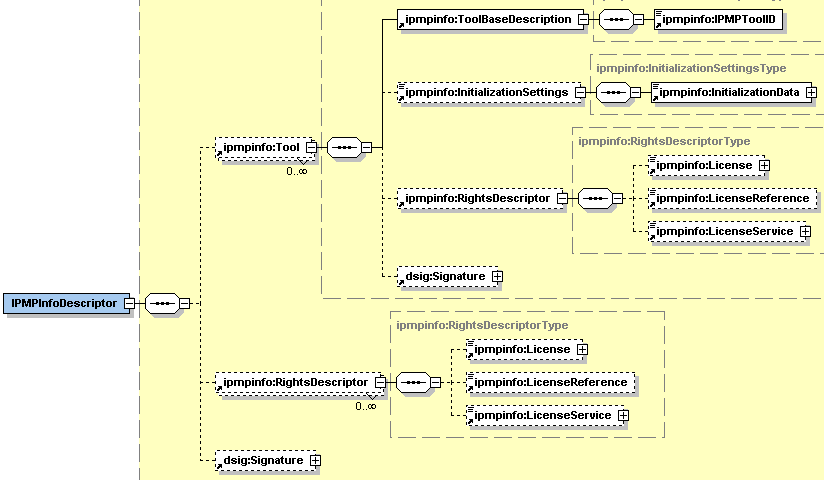 ipmpinfo:ToolBaseDescription
ipmpinfo:IPMPToolID
ipmpinfo:InitializationSettingsType
ipmpinfo:InitializationSettings
ipmpinfo:InitializationData
ipmpinfo:RightsDescriptorType
ipmpinfo:Tool
0..∞
ipmpinfo:License
ipmpinfo:RightsDescriptor
ipmpinfo:LicenseReference
ipmpinfo:LicenseService
dsig:Signature
IPMPInfoDescriptor
ipmpinfo:RightsDescriptorType
ipmpinfo:License
ipmpinfo:RightsDescriptor
0..∞
ipmpinfo:LicenseReference
ipmpinfo:LicenseService
dsig:Signature